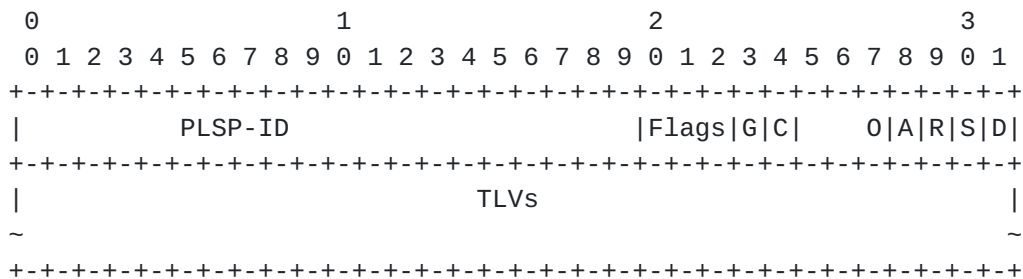 0                   1                   2                   3
 0 1 2 3 4 5 6 7 8 9 0 1 2 3 4 5 6 7 8 9 0 1 2 3 4 5 6 7 8 9 0 1
+-+-+-+-+-+-+-+-+-+-+-+-+-+-+-+-+-+-+-+-+-+-+-+-+-+-+-+-+-+-+-+-+
|          PLSP-ID                      |Flags|G|C|    O|A|R|S|D|
+-+-+-+-+-+-+-+-+-+-+-+-+-+-+-+-+-+-+-+-+-+-+-+-+-+-+-+-+-+-+-+-+
|                             TLVs                              |
~                                                               ~
+-+-+-+-+-+-+-+-+-+-+-+-+-+-+-+-+-+-+-+-+-+-+-+-+-+-+-+-+-+-+-+-+